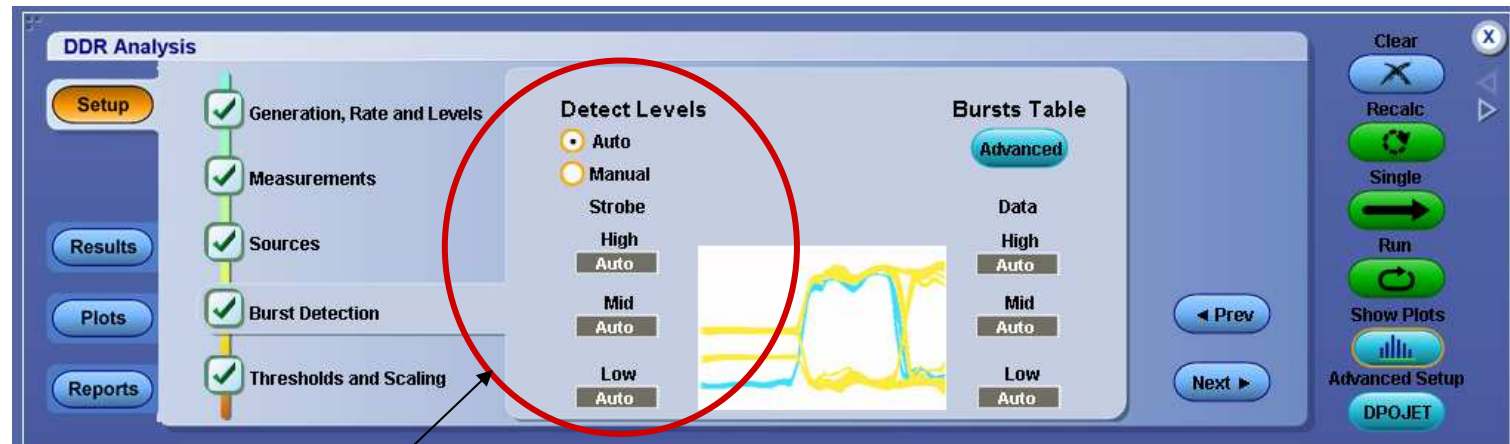 DDR Analysis
Setup
Results
Plots
Reports
Generation, Rate and Levels
Measurements
Sources
Burst Detection
Thresholds and Scaling
Detect Levels
Auto
Manual
Strobe
High
Auto
Mid
Auto
Low
Auto
Bursts Table
Advanced
Data
High
Auto
Mid
Auto
Low
Auto
◄ Prev
Next ►
Clear
X
Recalc
Single
Run
Show Plots
Advanced Setup
DPOJET